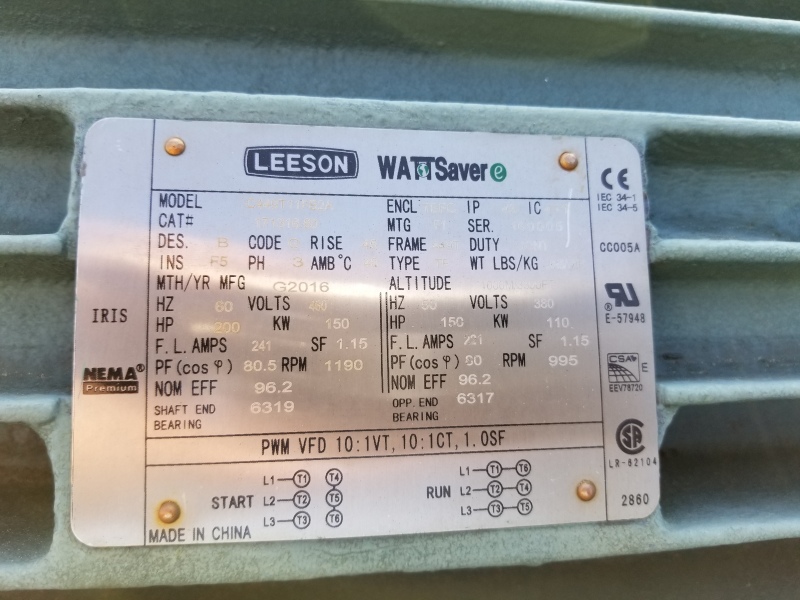 LEESON WATTSaver e
MODEL ENCL IP IC
CAT# MTG SER.
DES. B CODE RISE FRAME DUTY
INS F5 PH 3 AMB°C TYPE WT LBS/KG
MTH/YR MFG G2016 ALTITUDE
HZ 60 VOLTS 460 HZ 50 VOLTS 380
HP 200 KW 150 HP 150 KW 110
F.L. AMPS 241 SF 1.15 F.L. AMPS SF 1.15
PF(cos φ) 80.5 RPM 1190 PF(cos φ) 80 RPM 995
NOM EFF 96.2 NOM EFF 96.2
SHAFT END BEARING 6319 OPP. END BEARING 6317
PWM VFD 10:1VT, 10:1CT, 1.0SF
L1 T1 T4 L1 T1 T6
START L2 T2 T5 RUN L2 T2 T4
L3 T3 T6 L3 T3 T5
MADE IN CHINA
IRIS
NEMA®
Premium
CE
IEC 34-1
IEC 34-5
CC005A
E-57948
CSA E
EEV78720
LR-62104
2860